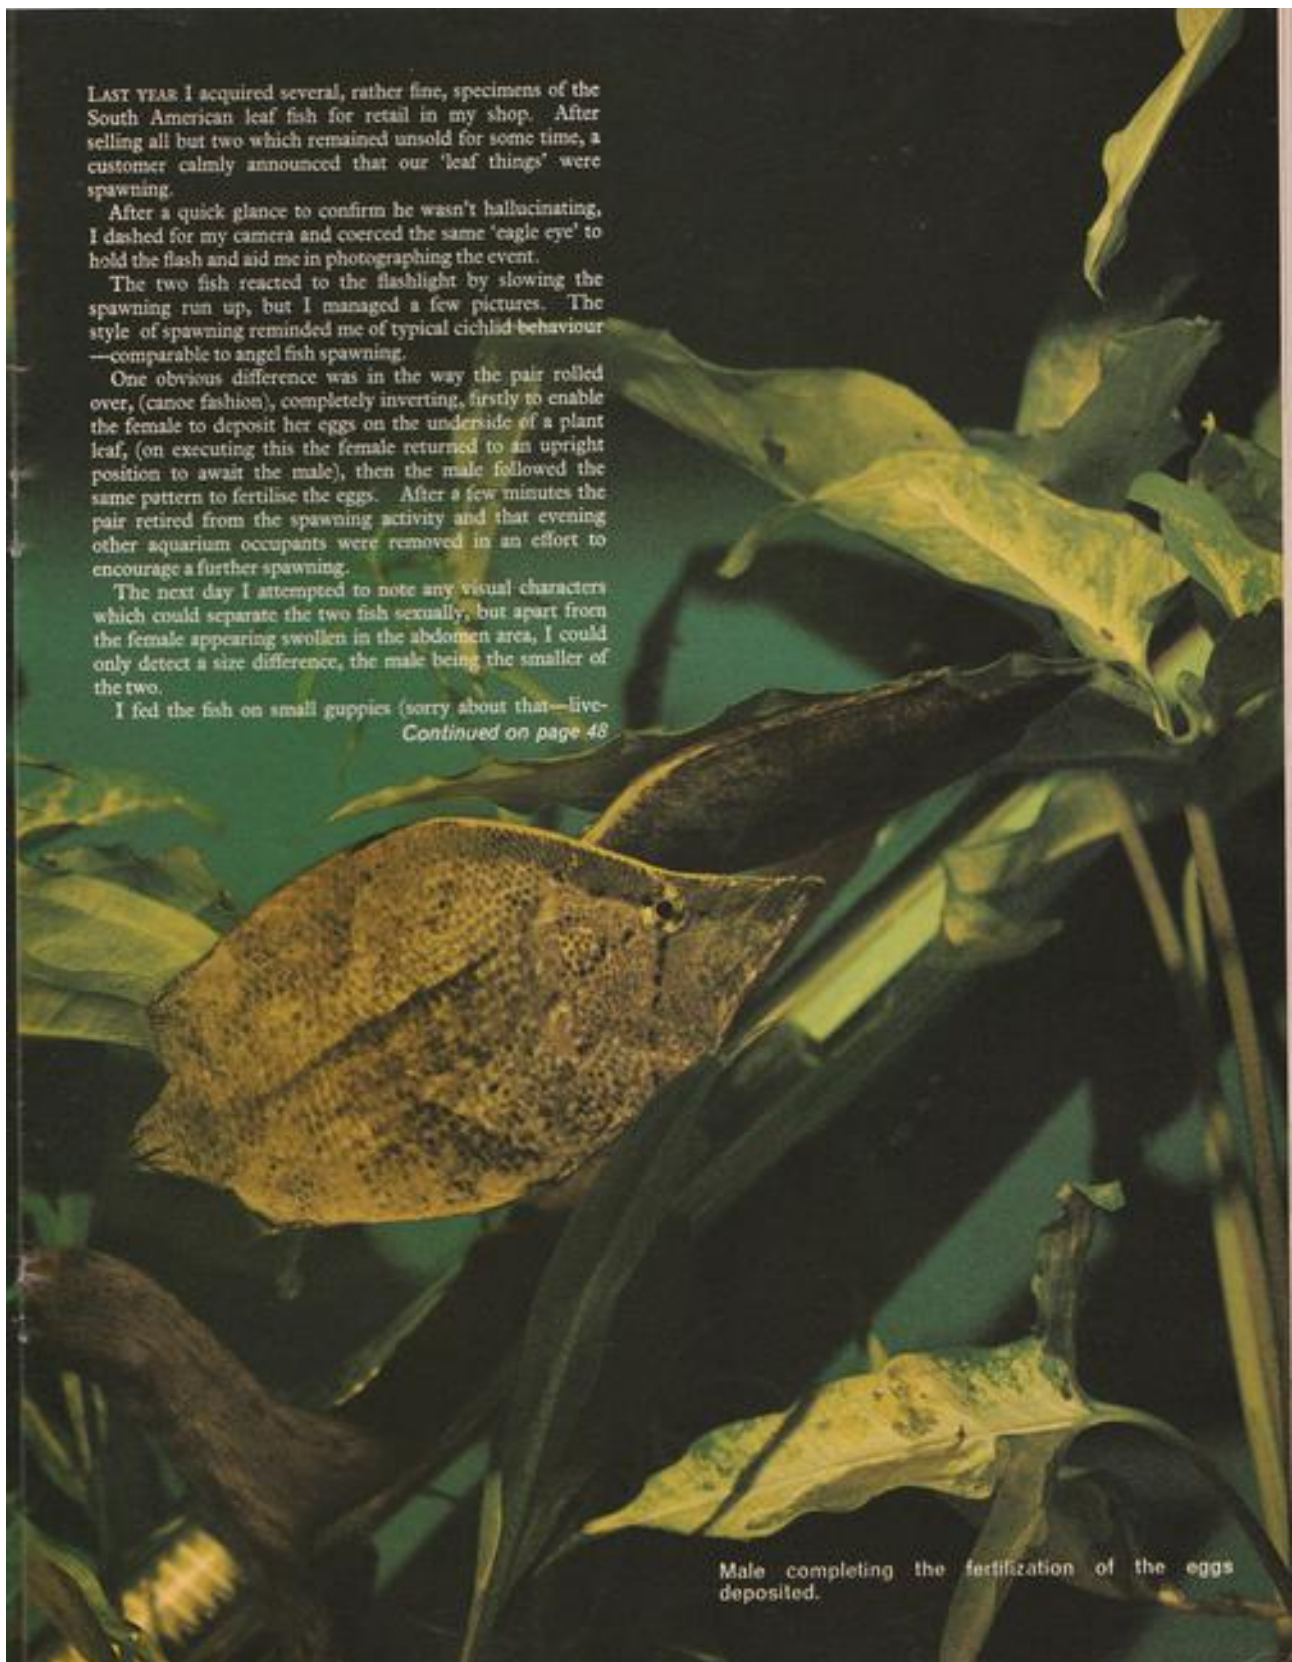 LAST YEAR I acquired several, rather fine, specimens of the
South American leaf fish for retail in my shop. After
selling all but two which remained unsold for some time, a
customer calmly announced that our 'leaf things' were
spawning.
After a quick glance to confirm he wasn't hallucinating,
I dashed for my camera and coerced the same 'eagle eye' to
hold the flash and aid me in photographing the event.
The two fish reacted to the flashlight by slowing the
spawning run up, but I managed a few pictures. The
style of spawning reminded me of typical cichlid behaviour
—comparable to angel fish spawning.
One obvious difference was in the way the pair rolled
over, (canoe fashion), completely inverting, firstly to enable
the female to deposit her eggs on the underside of a plant
leaf, (on executing this the female returned to an upright
position to await the male), then the male followed the
same pattern to fertilise the eggs. After a few minutes the
pair retired from the spawning activity and that evening
other aquarium occupants were removed in an effort to
encourage a further spawning.
The next day I attempted to note any visual characters
which could separate the two fish sexually, but apart from
the female appearing swollen in the abdomen area, I could
only detect a size difference, the male being the smaller of
the two.
I fed the fish on small guppies (sorry about that—live-
Continued on page 48
Male completing the fertilization of the eggs
deposited.